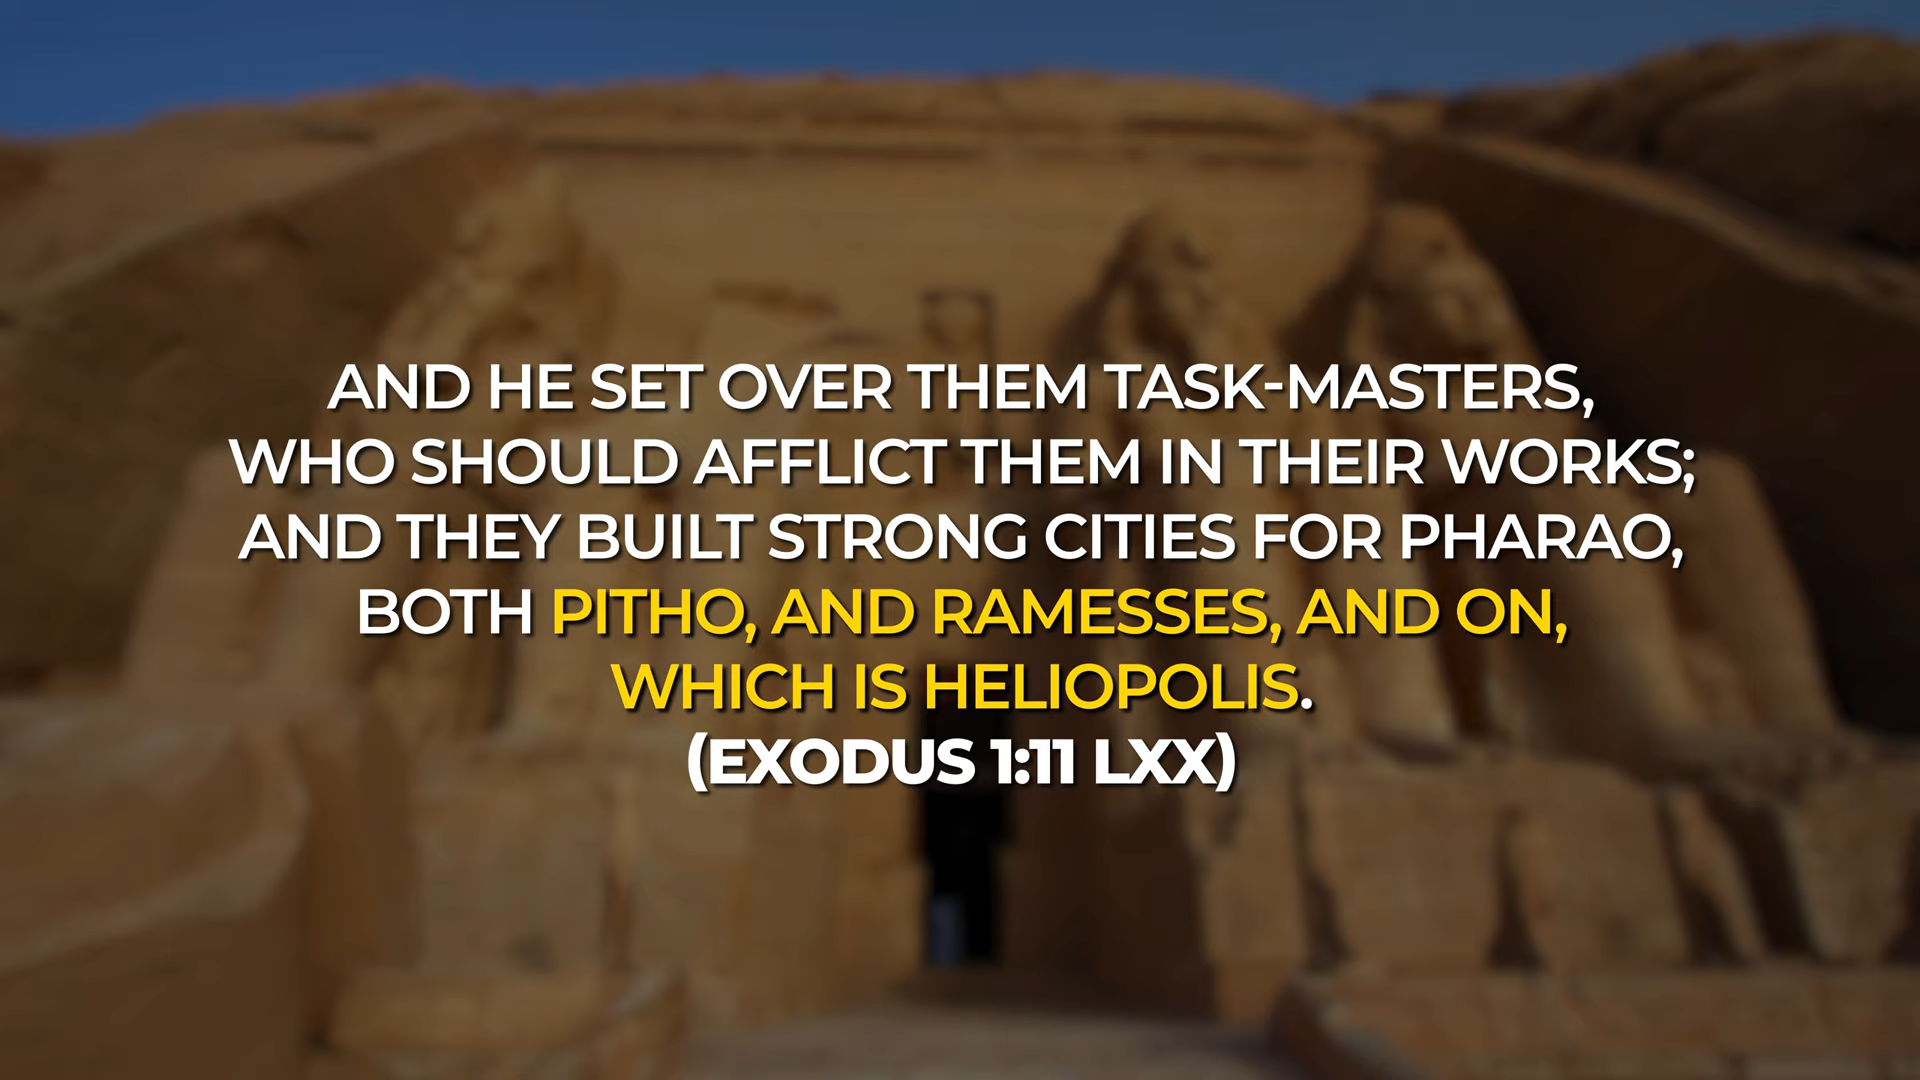 AND HE SET OVER THEM TASK-MASTERS,
WHO SHOULD AFFLICT THEM IN THEIR WORKS;
AND THEY BUILT STRONG CITIES FOR PHARAO,
BOTH PITHO, AND RAMESSES, AND ON,
WHICH IS HELIOPOLIS.
(EXODUS 1:11 LXX)